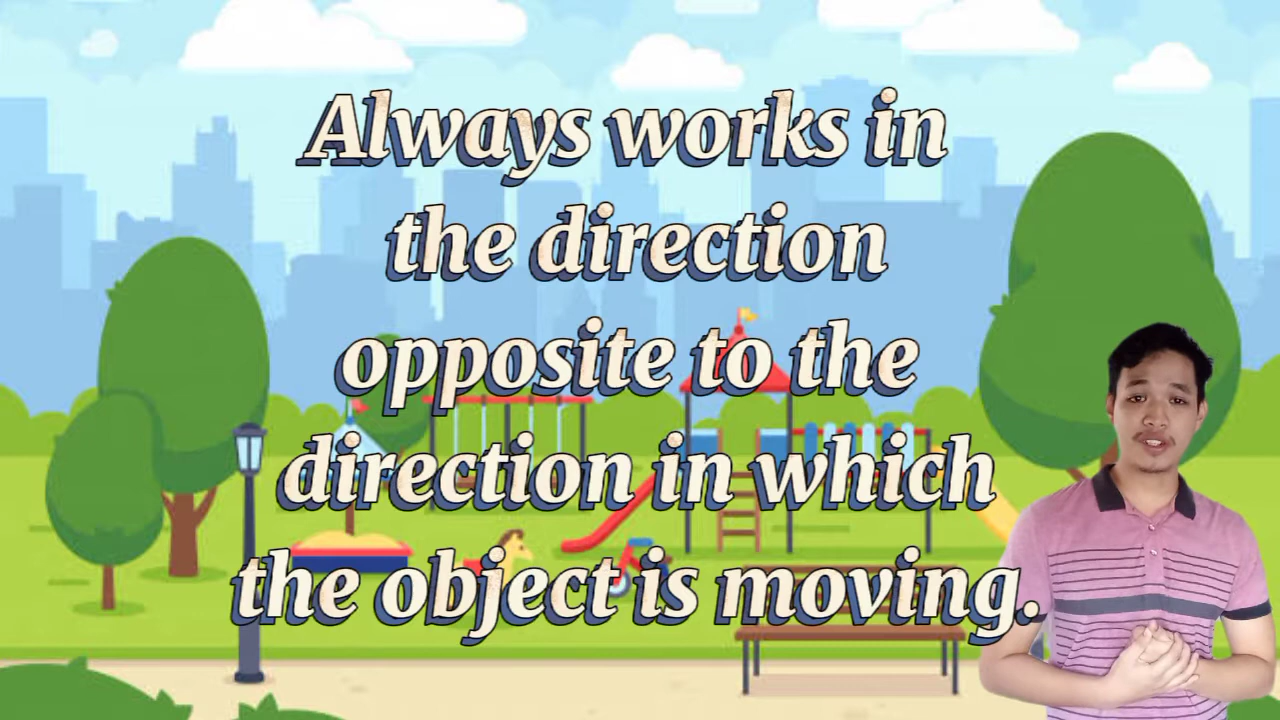 Always works in
the direction
opposite to the
direction in which
the object is moving.